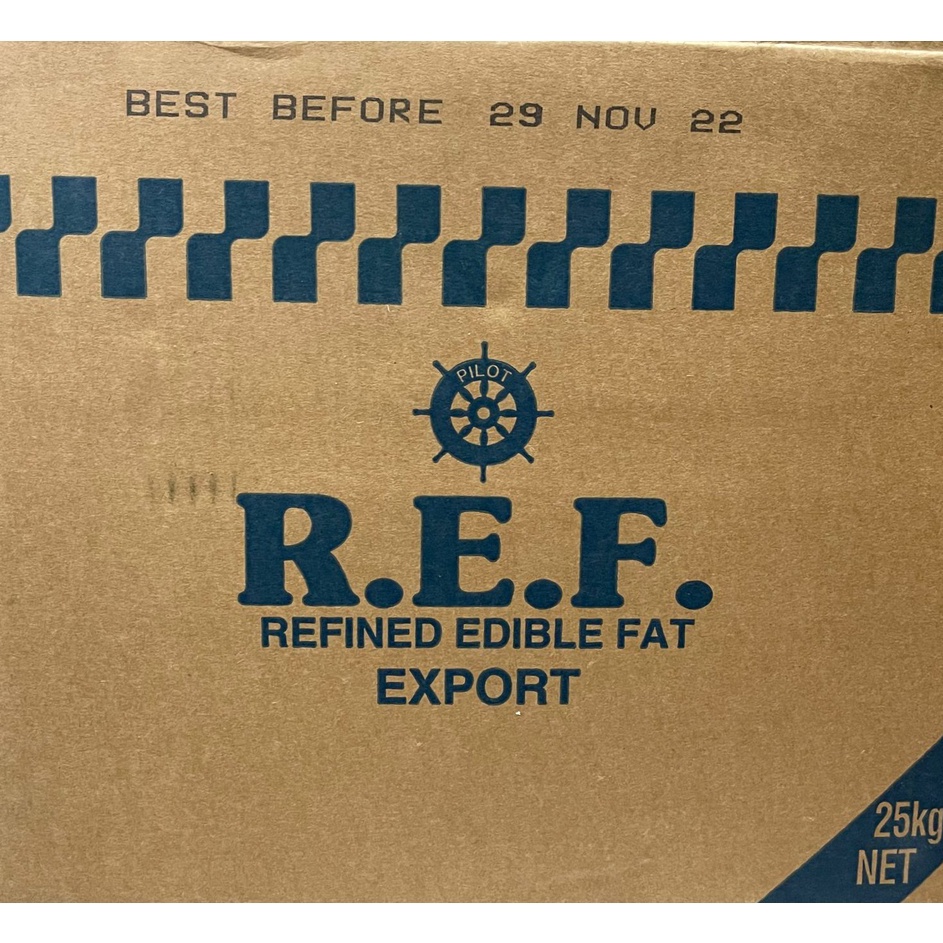 BEST BEFORE 29 NOV 22
PILOT
R.E.F.
REFINED EDIBLE FAT
EXPORT
25kg
NET